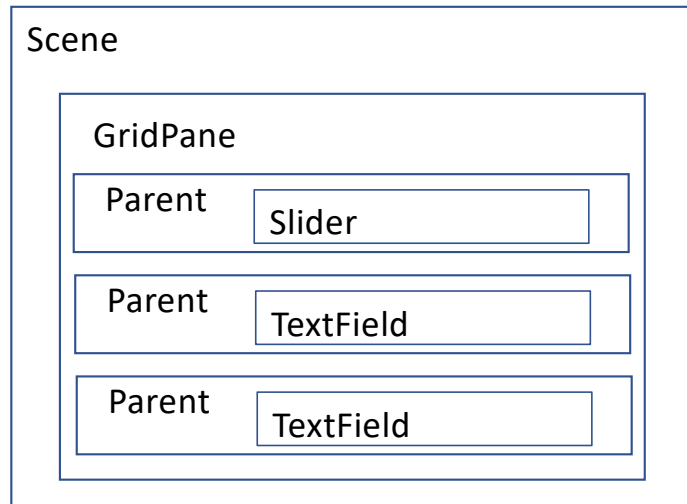 Scene
GridPane
Parent
Slider
Parent
TextField
Parent
TextField